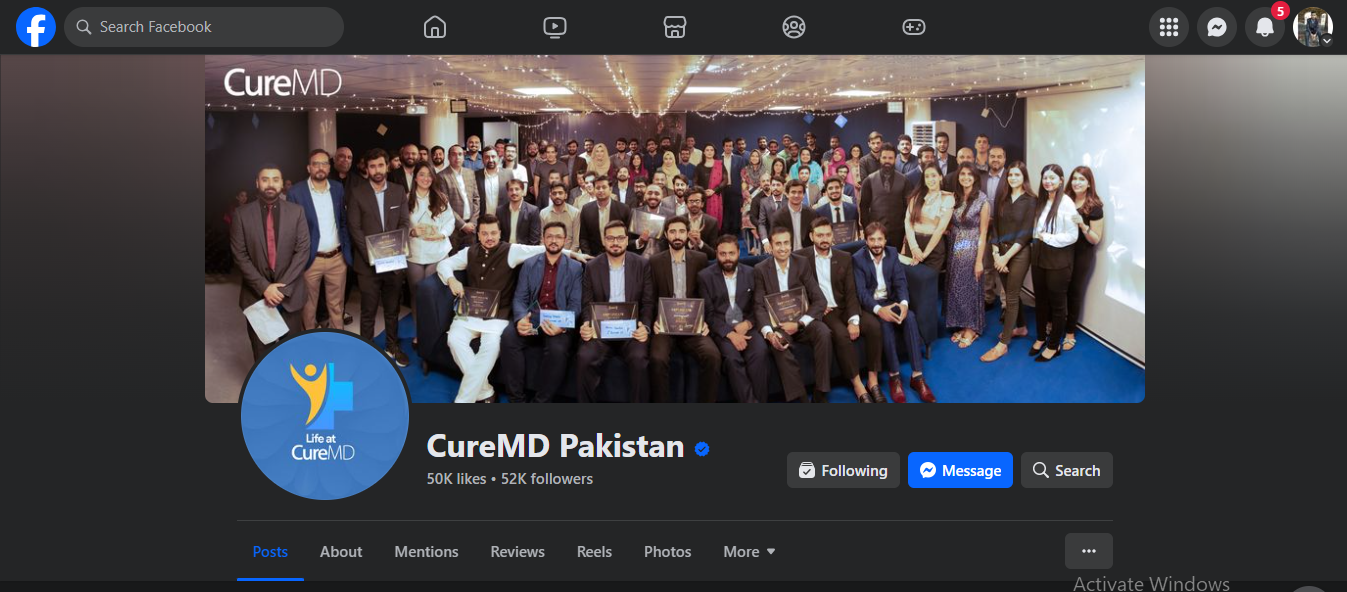 Search Facebook
5
CureMD
Life at
CureMD
CureMD Pakistan
50K likes • 52K followers
Following
Message
Search
Posts
About
Mentions
Reviews
Reels
Photos
More
Activate Windows